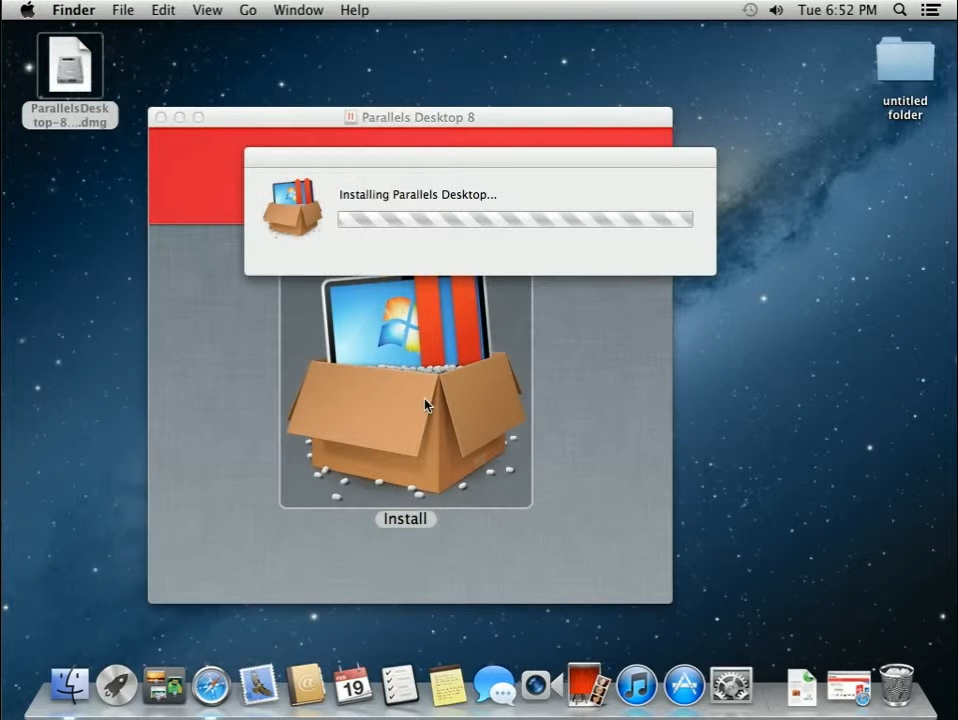 Finder File Edit View Go Window Help
Tue 6:52 PM
ParallelsDesk
top-8....dmg
untitled
folder
Parallels Desktop 8
Installing Parallels Desktop...
Install
FEB
19